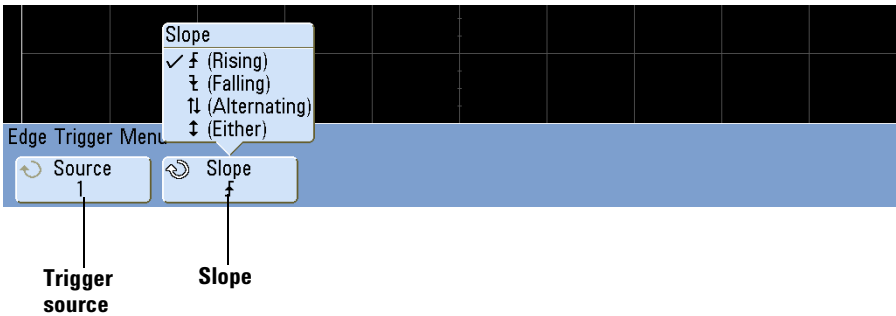 Slope
✓ (Rising)
(Falling)
↑↓ (Alternating)
↕ (Either)
Edge Trigger Menu
Source
1
Slope
Trigger
source
Slope